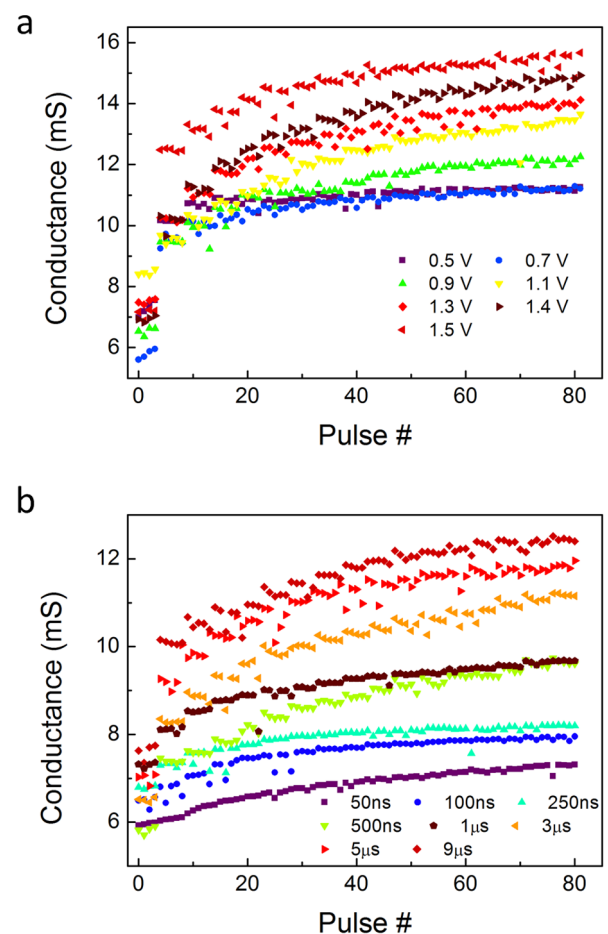 a
16
14
12
10
8
6
Conductance (mS)
0.5 V 0.7 V
0.9 V 1.1 V
1.3 V 1.4 V
1.5 V
0 20 40 60 80
Pulse #
b
12
10
8
6
Conductance (mS)
50ns 100ns 250ns
500ns 1μs 3μs
5μs 9μs
0 20 40 60 80
Pulse #